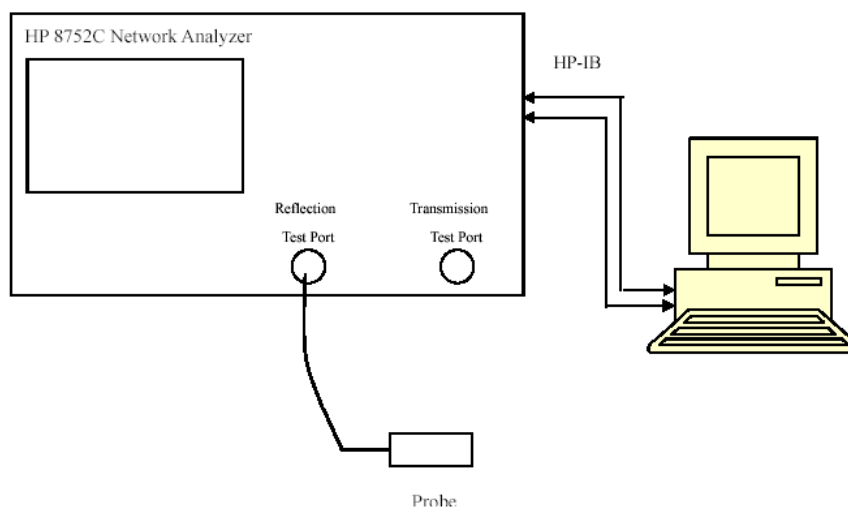 HP 8752C Network Analyzer
HP-IB
Reflection
Test Port
Transmission
Test Port
Probe